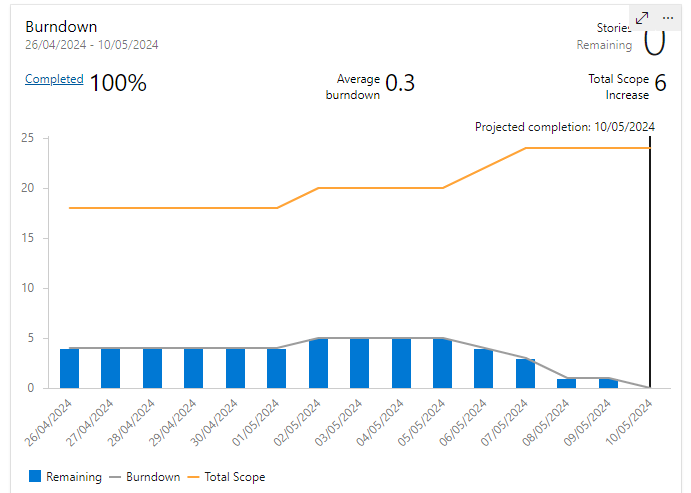 Burndown
26/04/2024 - 10/05/2024
Stories
Remaining 0
Completed 100%
Average
burndown 0.3
Total Scope
Increase 6
Projected completion: 10/05/2024
25
20
15
10
5
0
26/04/2024
27/04/2024
28/04/2024
29/04/2024
30/04/2024
01/05/2024
02/05/2024
03/05/2024
04/05/2024
05/05/2024
06/05/2024
07/05/2024
08/05/2024
09/05/2024
10/05/2024
Remaining Burndown Total Scope